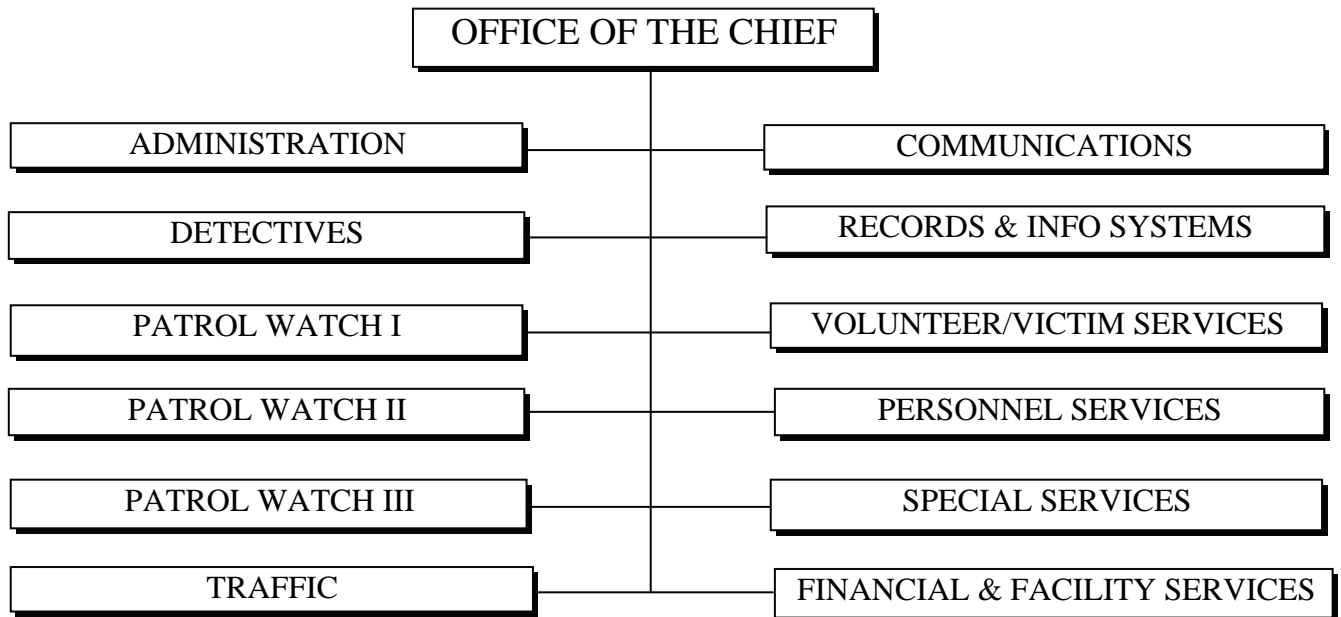 OFFICE OF THE CHIEF
ADMINISTRATION
COMMUNICATIONS
DETECTIVES
RECORDS & INFO SYSTEMS
PATROL WATCH I
VOLUNTEER/VICTIM SERVICES
PATROL WATCH II
PERSONNEL SERVICES
PATROL WATCH III
SPECIAL SERVICES
TRAFFIC
FINANCIAL & FACILITY SERVICES